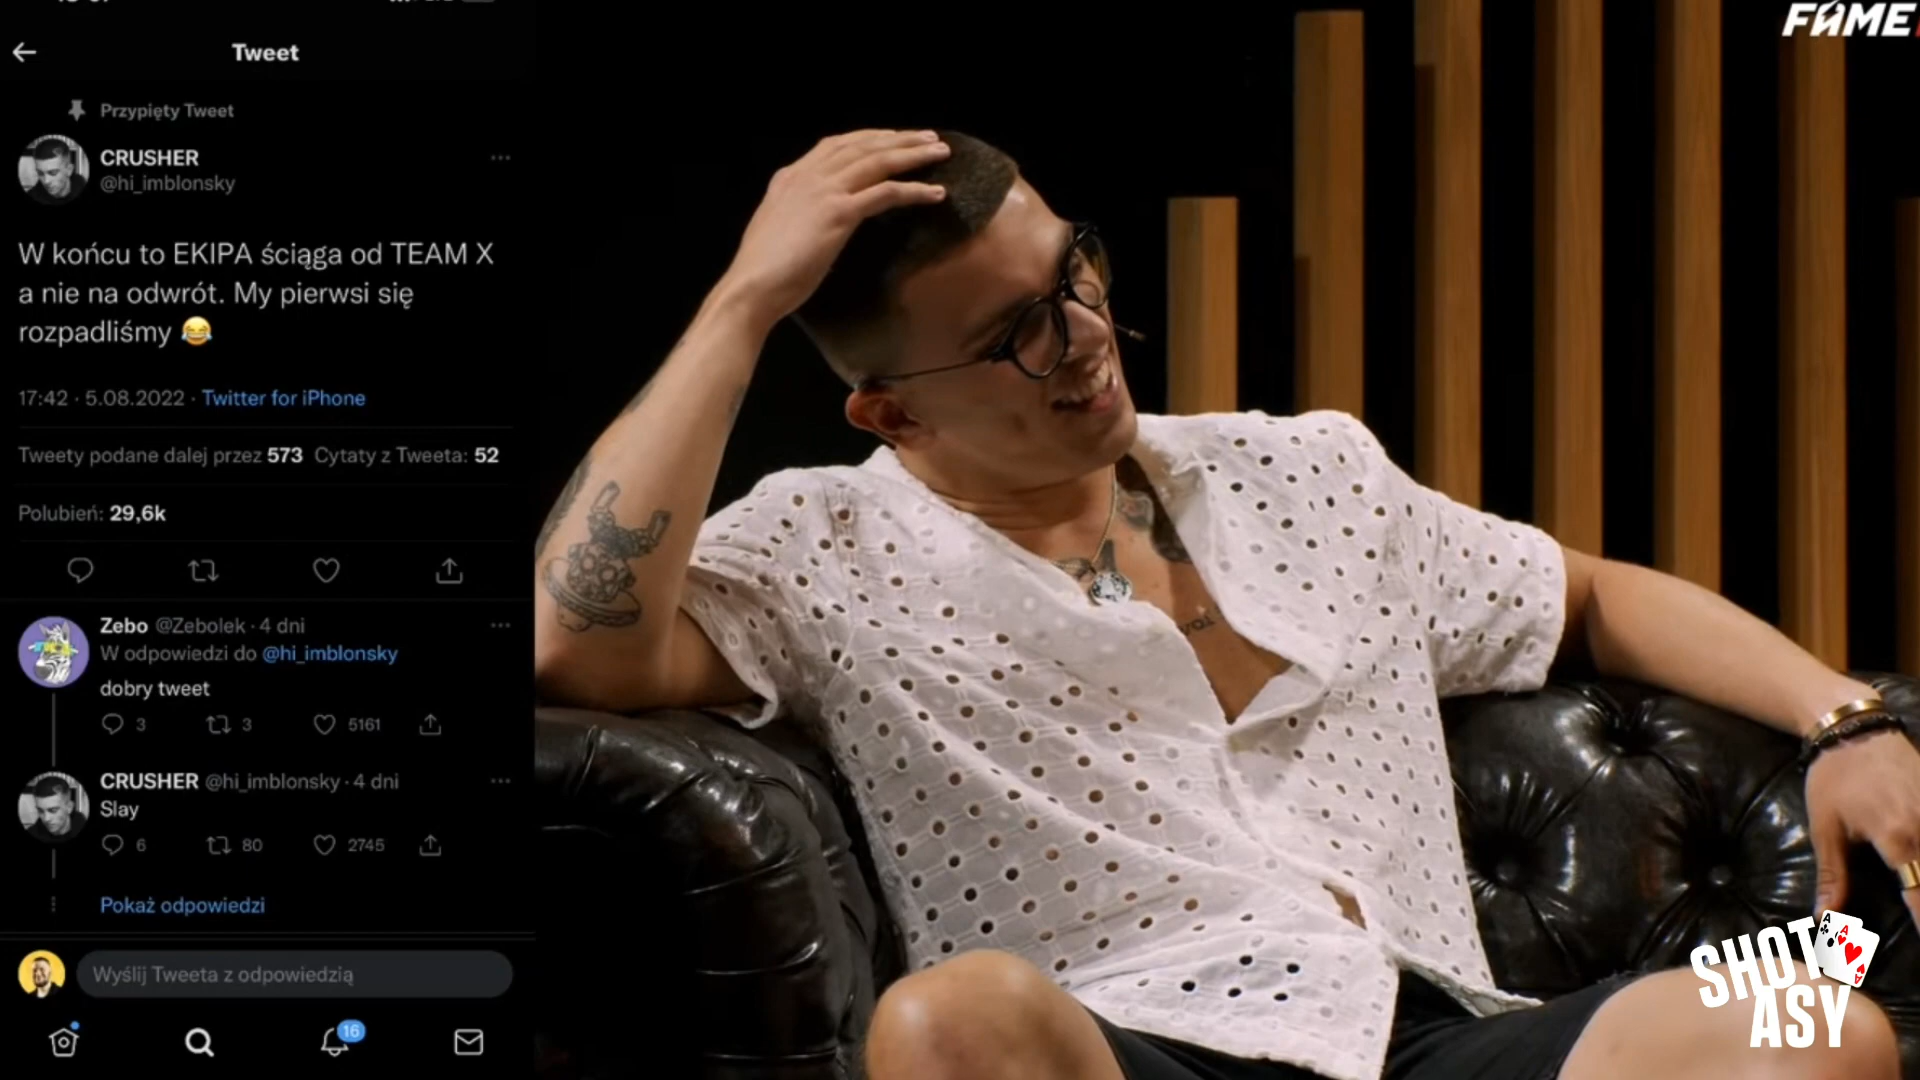 Tweet
Przypięty Tweet
CRUSHER
@hi_imblonsky
W końcu to EKIPA ściąga od TEAM X
a nie na odwrót. My pierwsi się
rozpadliśmy 😂
17:42 · 5.08.2022 · Twitter for iPhone
Tweety podane dalej przez 573 Cytaty z Tweeta: 52
Polubień: 29,6k
Zebo @Zebolek · 4 dni
W odpowiedzi do @hi_imblonsky
dobry tweet
3 3 5161
CRUSHER @hi_imblonsky · 4 dni
Slay
6 80 2745
Pokaż odpowiedzi
Wyślij Tweeta z odpowiedzią
16
FAME
SHOT
ASY